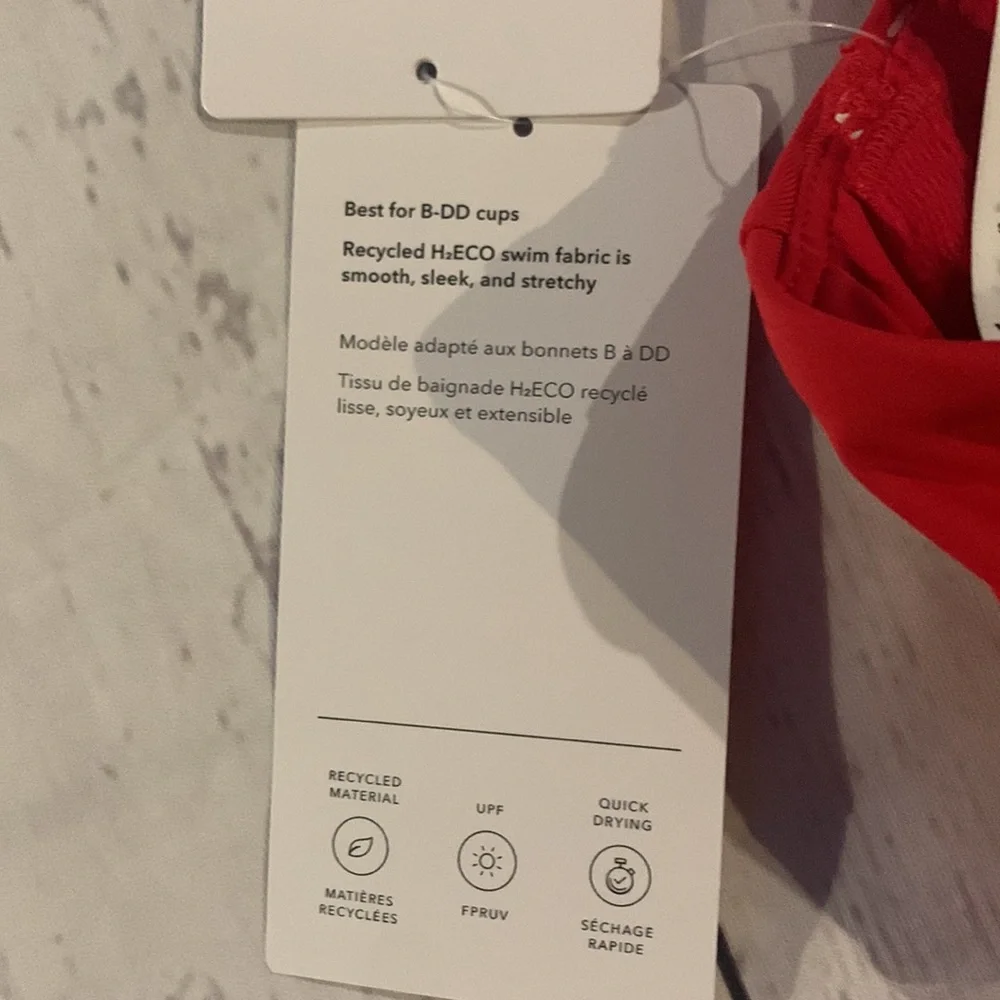 Best for B-DD cups
Recycled H₂ECO swim fabric is
smooth, sleek, and stretchy
Modèle adapté aux bonnets B à DD
Tissu de baignade H₂ECO recyclé
lisse, soyeux et extensible
RECYCLED
MATERIAL
MATIÈRES
RECYCLÉES
UPF
FPRUV
QUICK
DRYING
SÉCHAGE
RAPIDE